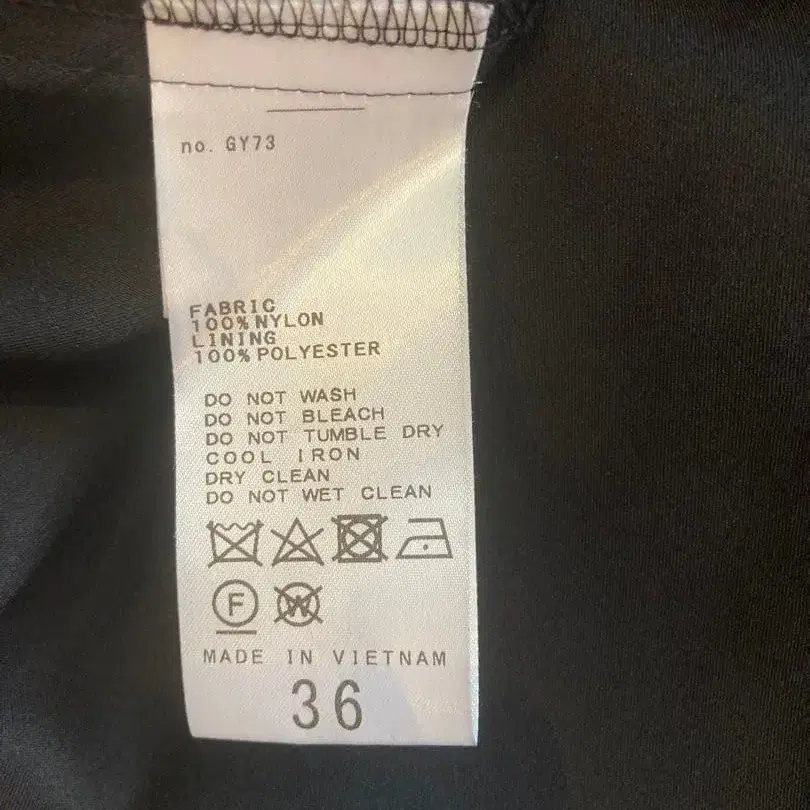 no. GY73
FABRIC
100% NYLON
LINING
100% POLYESTER
DO NOT WASH
DO NOT BLEACH
DO NOT TUMBLE DRY
COOL IRON
DRY CLEAN
DO NOT WET CLEAN
F W
MADE IN VIETNAM
36